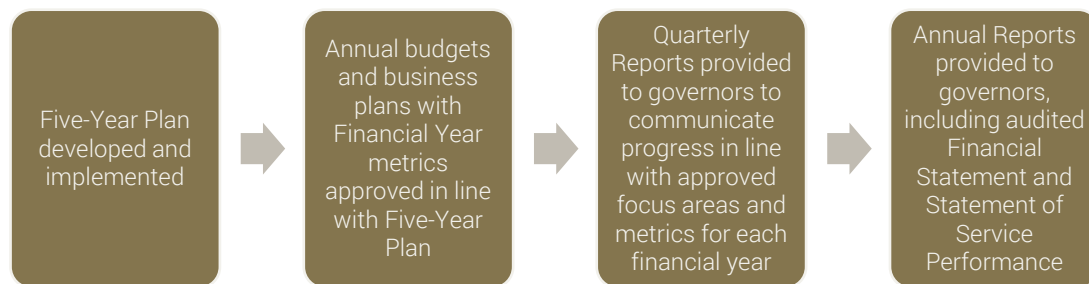 Five-Year Plan
developed and
implemented
Annual budgets
and business
plans with
Financial Year
metrics
approved in line
with Five-Year
Plan
Quarterly
Reports provided
to governors to
communicate
progress in line
with approved
focus areas and
metrics for each
financial year
Annual Reports
provided to
governors,
including audited
Financial
Statement and
Statement of
Service
Performance